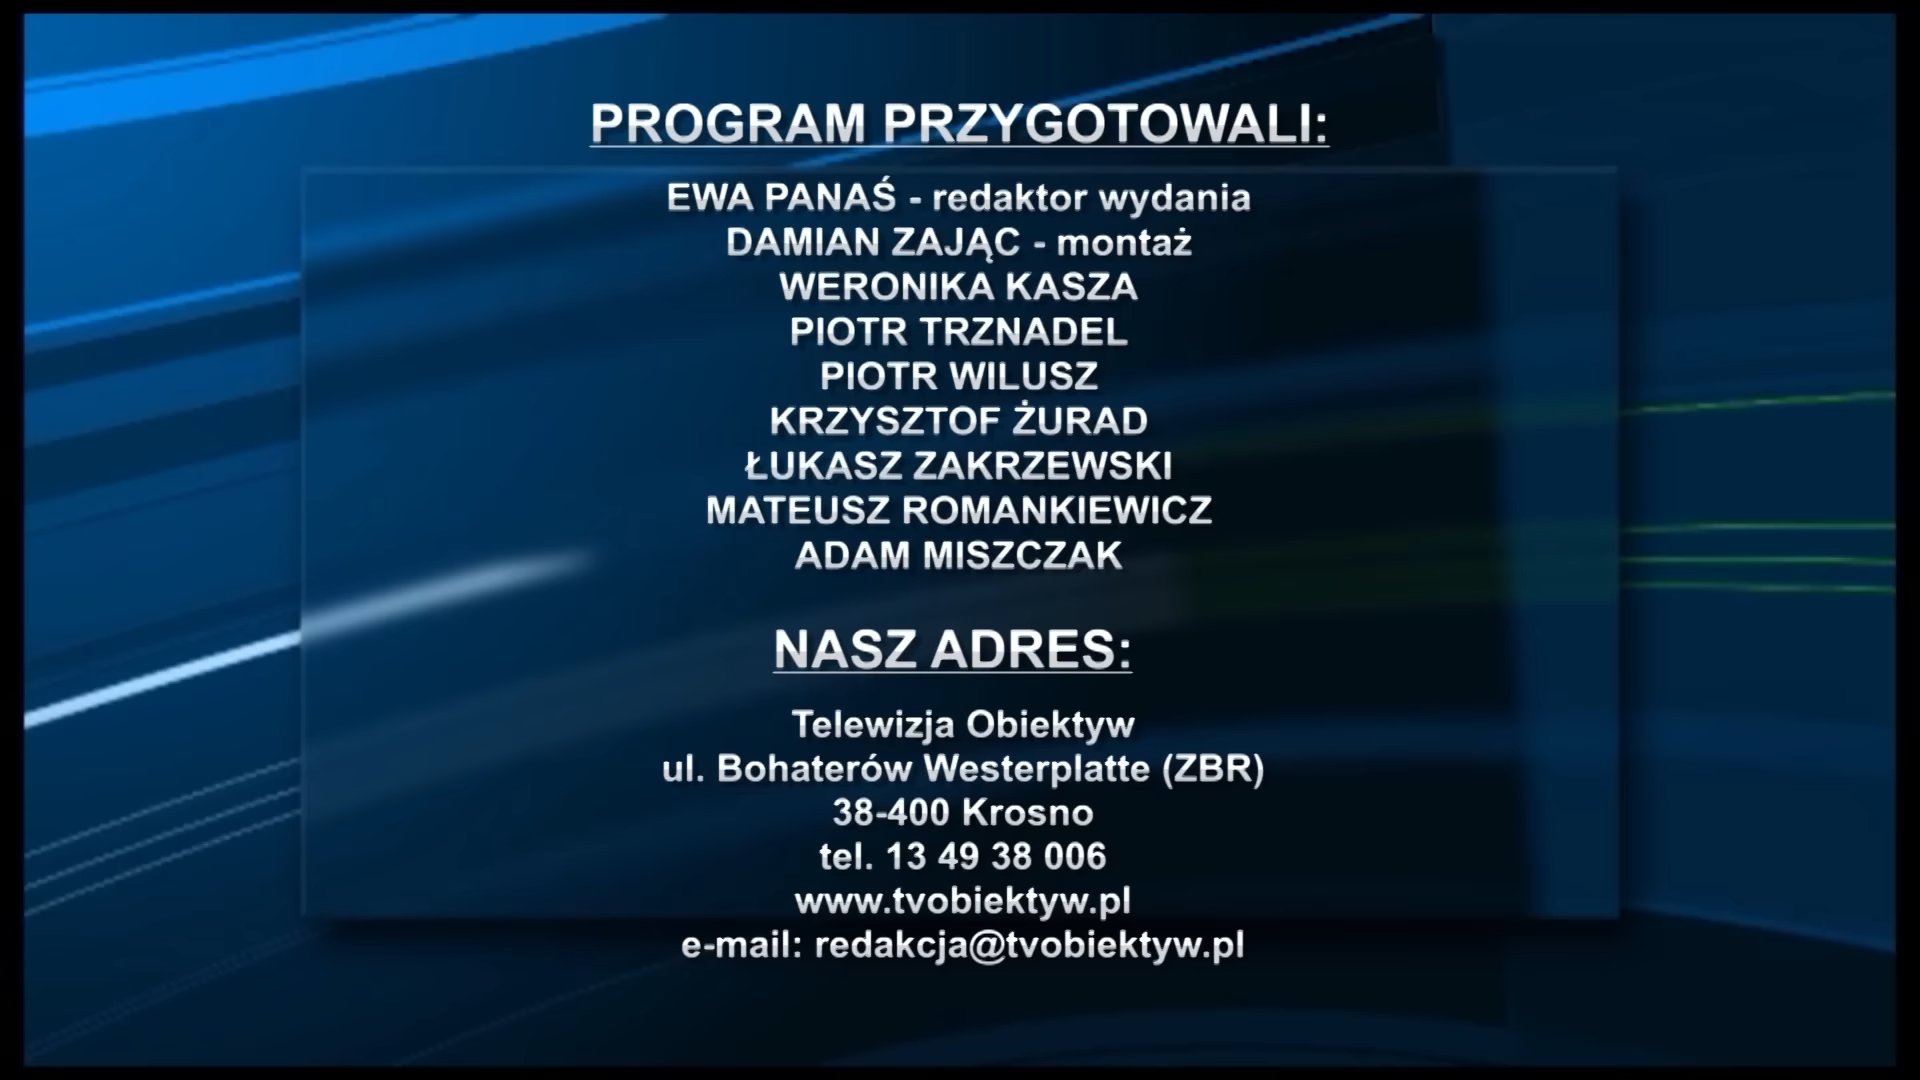 PROGRAM PRZYGOTOWALI:
EWA PANAŚ - redaktor wydania
DAMIAN ZAJĄC - montaż
WERONIKA KASZA
PIOTR TRZNADEL
PIOTR WILUSZ
KRZYSZTOF ŻURAD
ŁUKASZ ZAKRZEWSKI
MATEUSZ ROMANKIEWICZ
ADAM MISZCZAK
NASZ ADRES:
Telewizja Obiektyw
ul. Bohaterów Westerplatte (ZBR)
38-400 Krosno
tel. 13 49 38 006
www.tvobiektyw.pl
e-mail: redakcja@tvobiektyw.pl